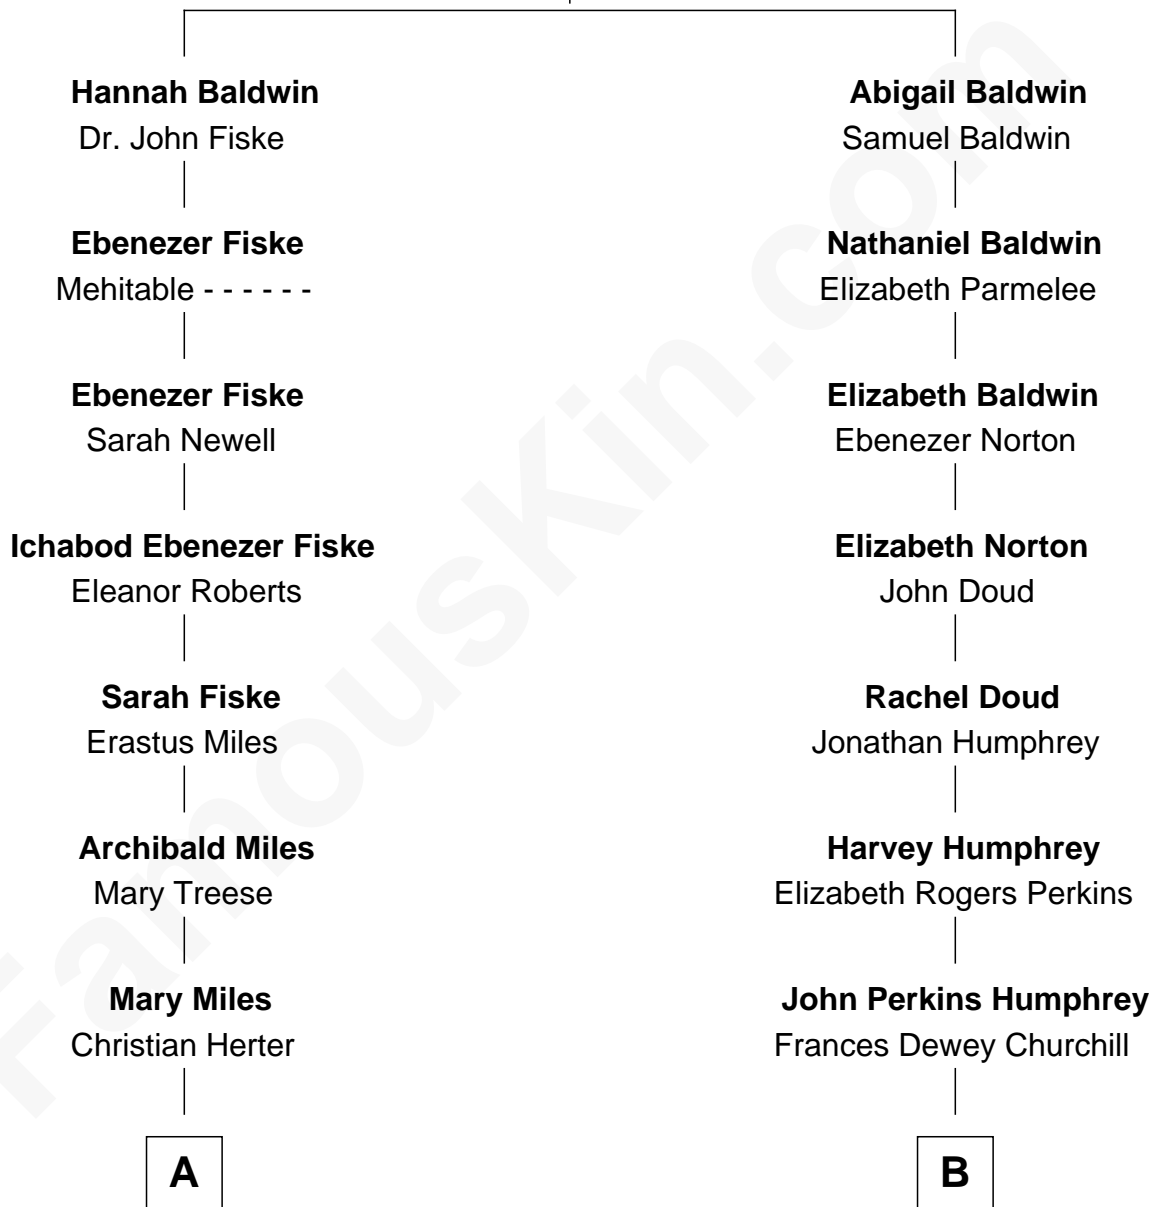 Hannah Baldwin
Dr. John Fiske
Ebenezer Fiske
Mehitable - - - - - -
Ebenezer Fiske
Sarah Newell
Ichabod Ebenezer Fiske
Eleanor Roberts
Sarah Fiske
Erastus Miles
Archibald Miles
Mary Treese
Mary Miles
Christian Herter
A
Abigail Baldwin
Samuel Baldwin
Nathaniel Baldwin
Elizabeth Parmelee
Elizabeth Baldwin
Ebenezer Norton
Elizabeth Norton
John Doud
Rachel Doud
Jonathan Humphrey
Harvey Humphrey
Elizabeth Rogers Perkins
John Perkins Humphrey
Frances Dewey Churchill
B
FamousKin.com